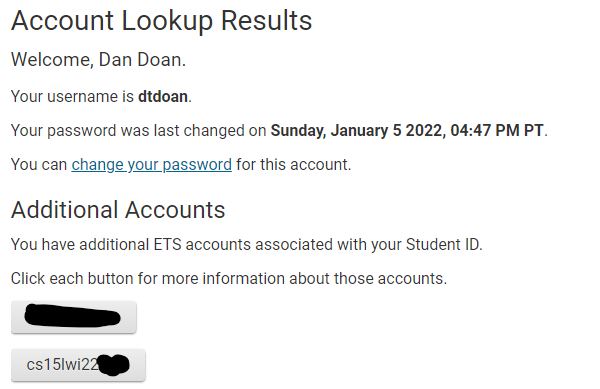 Account Lookup Results
Welcome, Dan Doan.
Your username is dtdoan.
Your password was last changed on Sunday, January 5 2022, 04:47 PM PT.
You can change your password for this account.
Additional Accounts
You have additional ETS accounts associated with your Student ID.
Click each button for more information about those accounts.
cs15lwi22